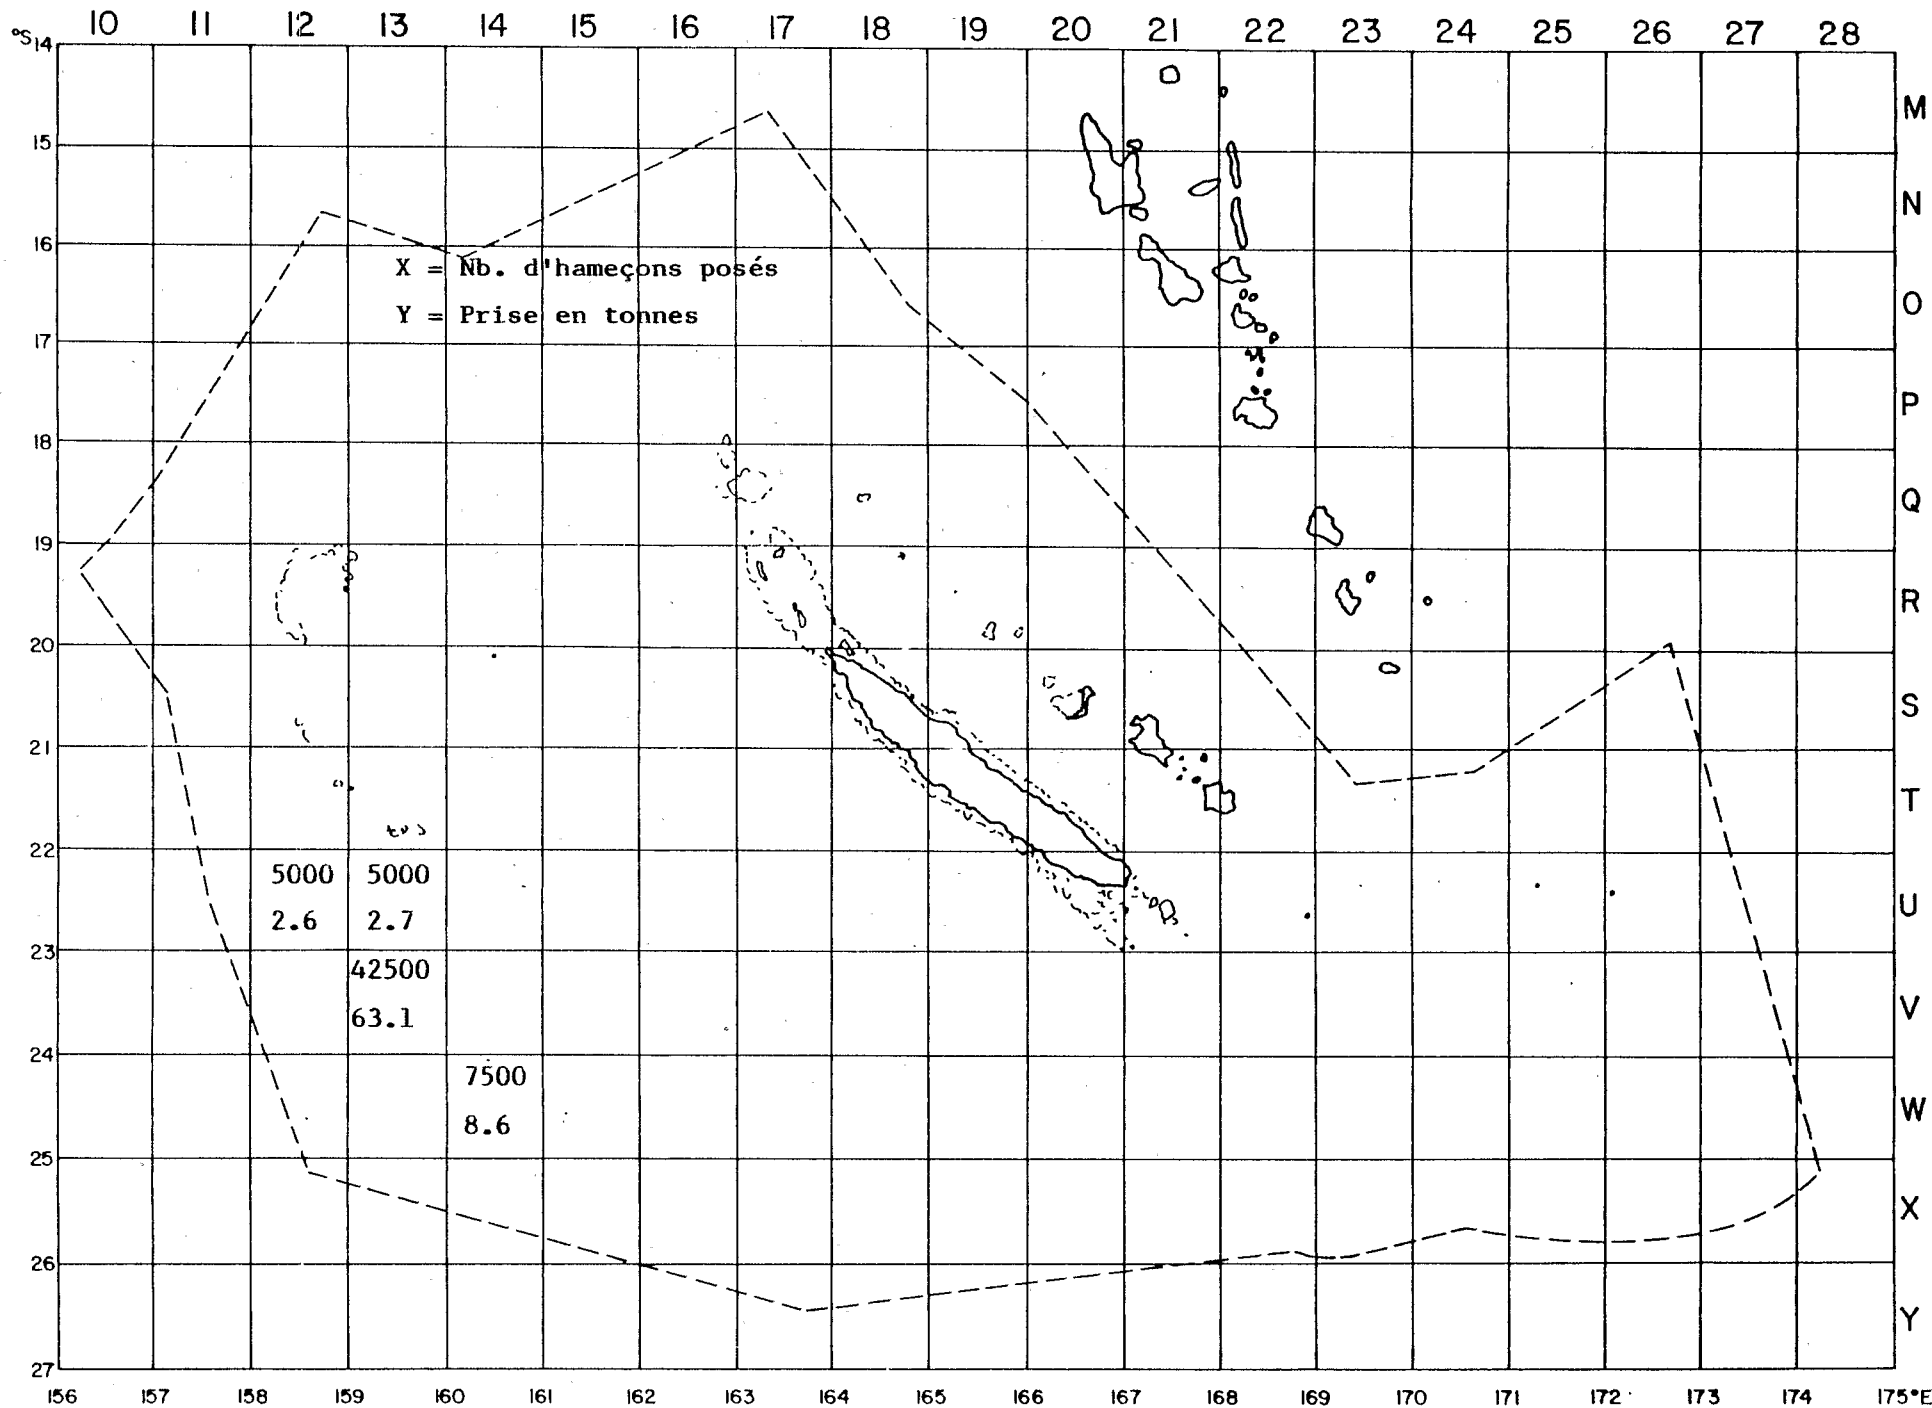 10 11 12 13 14 15 16 17 18 19 20 21 22 23 24 25 26 27 28
°S 14
M
15
N
16
X = Nb. d'hameçons posés
O
Y = Prise en tonnes
17
P
18
Q
19
R
20
S
21
T
22
5000 5000
U
2.6 2.7
23
42500
V
63.1
24
7500
W
8.6
25
X
26
Y
27
156 157 158 159 160 161 162 163 164 165 166 167 168 169 170 171 172 173 174 175°E